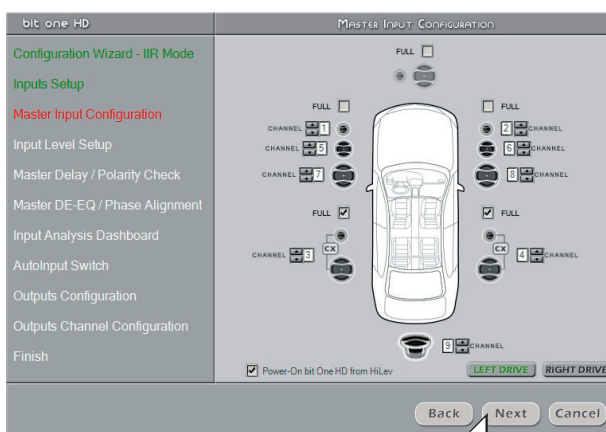 bit one HD
Master Input Configuration
Configuration Wizard - IIR Mode
Inputs Setup
Master Input Configuration
Input Level Setup
Master Delay / Polarity Check
Master DE-EQ / Phase Alignment
Input Analysis Dashboard
AutoInput Switch
Outputs Configuration
Outputs Channel Configuration
Finish
FULL
FULL
FULL
CHANNEL 1
2 CHANNEL
CHANNEL 5
6 CHANNEL
CHANNEL 7
8 CHANNEL
FULL
FULL
CX
CX
CHANNEL 3
4 CHANNEL
9 CHANNEL
Power-On bit One HD from HiLev
LEFT DRIVE
RIGHT DRIVE
Back
Next
Cancel